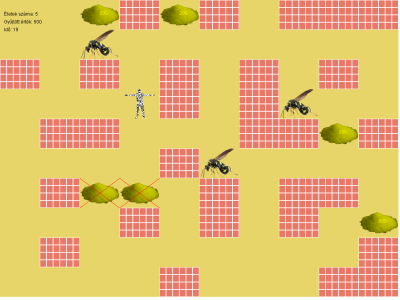 Életek száma: 5
Gyűjtött érték: 500
Idő: 19